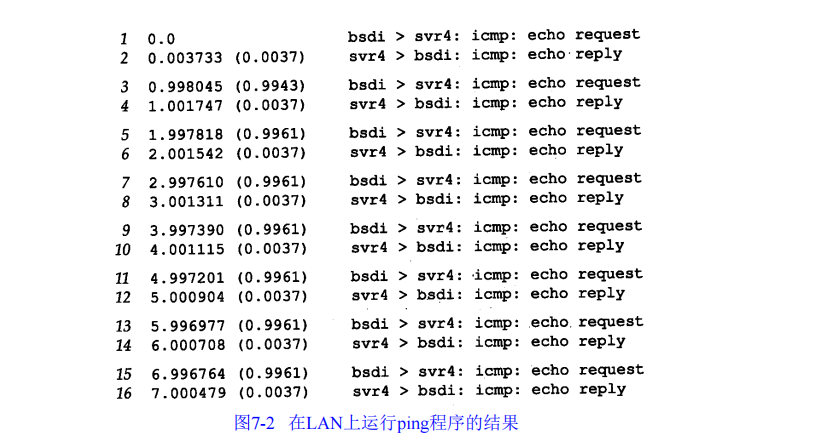 1 0.0 bsdi > svr4: icmp: echo request
2 0.003733 (0.0037) svr4 > bsdi: icmp: echo reply
3 0.998045 (0.9943) bsdi > svr4: icmp: echo request
4 1.001747 (0.0037) svr4 > bsdi: icmp: echo reply
5 1.997818 (0.9961) bsdi > svr4: icmp: echo request
6 2.001542 (0.0037) svr4 > bsdi: icmp: echo reply
7 2.997610 (0.9961) bsdi > svr4: icmp: echo request
8 3.001311 (0.0037) svr4 > bsdi: icmp: echo reply
9 3.997390 (0.9961) bsdi > svr4: icmp: echo request
10 4.001115 (0.0037) svr4 > bsdi: icmp: echo reply
11 4.997201 (0.9961) bsdi > svr4: icmp: echo request
12 5.000904 (0.0037) svr4 > bsdi: icmp: echo reply
13 5.996977 (0.9961) bsdi > svr4: icmp: echo request
14 6.000708 (0.0037) svr4 > bsdi: icmp: echo reply
15 6.996764 (0.9961) bsdi > svr4: icmp: echo request
16 7.000479 (0.0037) svr4 > bsdi: icmp: echo reply
图7-2 在LAN上运行ping程序的结果